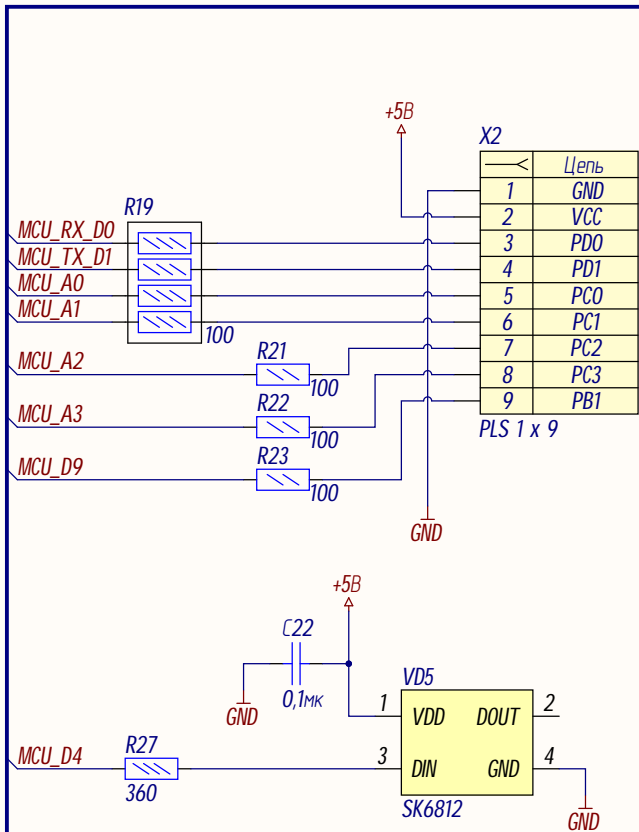 +5В
X2
Цепь
1 GND
2 VCC
3 PD0
4 PD1
5 PC0
6 PC1
7 PC2
8 PC3
9 PB1
PLS 1 x 9
R19
MCU_RX_D0
MCU_TX_D1
MCU_A0
MCU_A1
100
MCU_A2
R21
100
MCU_A3
R22
100
MCU_D9
R23
100
GND
+5В
C22
0,1мк
GND
VD5
1 VDD DOUT 2
3 DIN GND 4
SK6812
MCU_D4
R27
360
GND